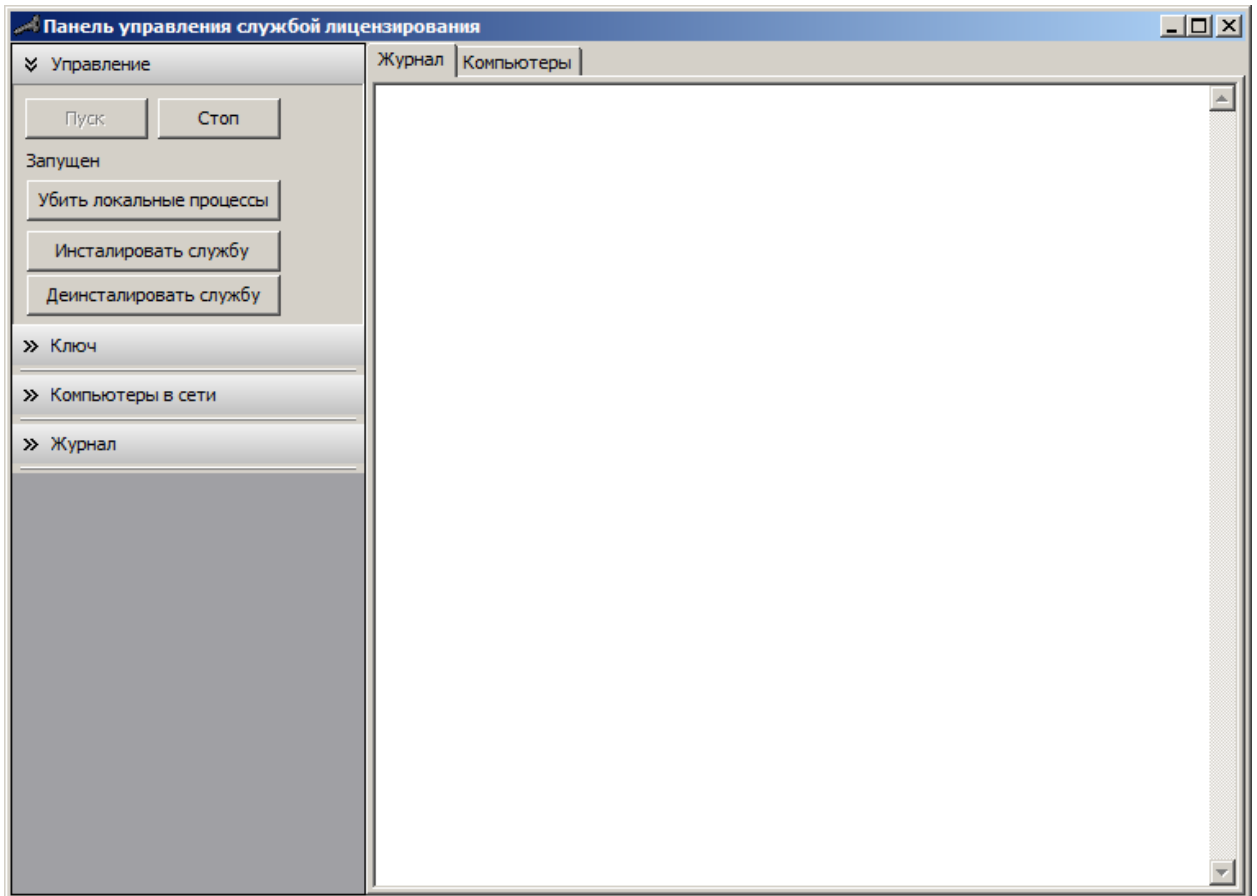 Панель управления службой лицензирования
Управление
Пуск
Стоп
Запущен
Убить локальные процессы
Инсталировать службу
Деинсталировать службу
Ключ
Компьютеры в сети
Журнал
Журнал
Компьютеры